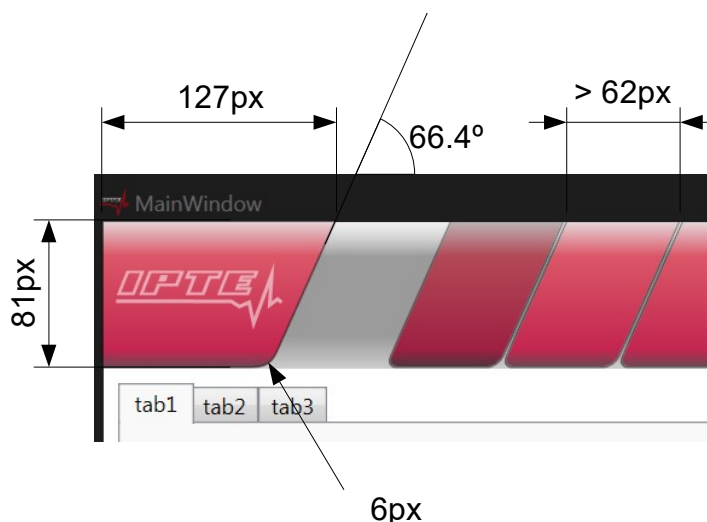 127px
> 62px
66.4º
MainWindow
81px
IPTE
tab1 tab2 tab3
6px